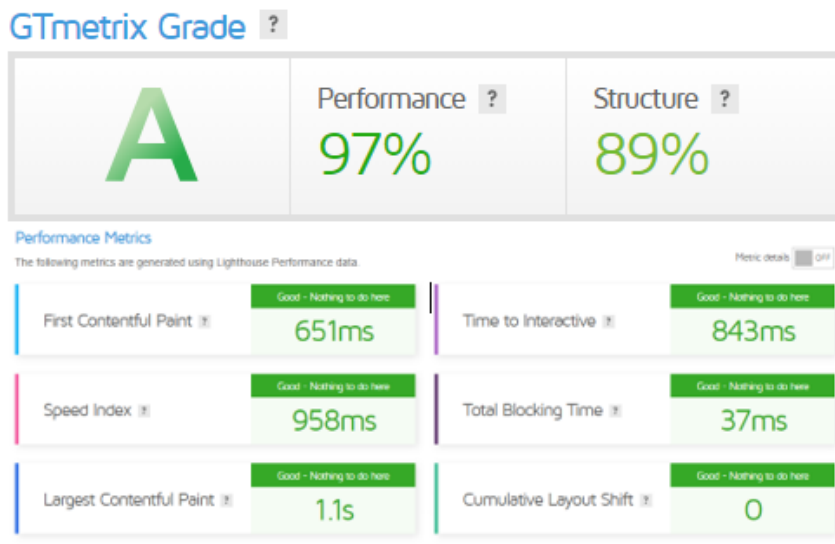 GTmetrix Grade ?
A
Performance ?
97%
Structure ?
89%
Performance Metrics
The following metrics are generated using Lighthouse Performance data.
Metric details OFF
First Contentful Paint ?
Good - Nothing to do here
651ms
Time to Interactive ?
Good - Nothing to do here
843ms
Speed Index ?
Good - Nothing to do here
958ms
Total Blocking Time ?
Good - Nothing to do here
37ms
Largest Contentful Paint ?
Good - Nothing to do here
1.1s
Cumulative Layout Shift ?
Good - Nothing to do here
0